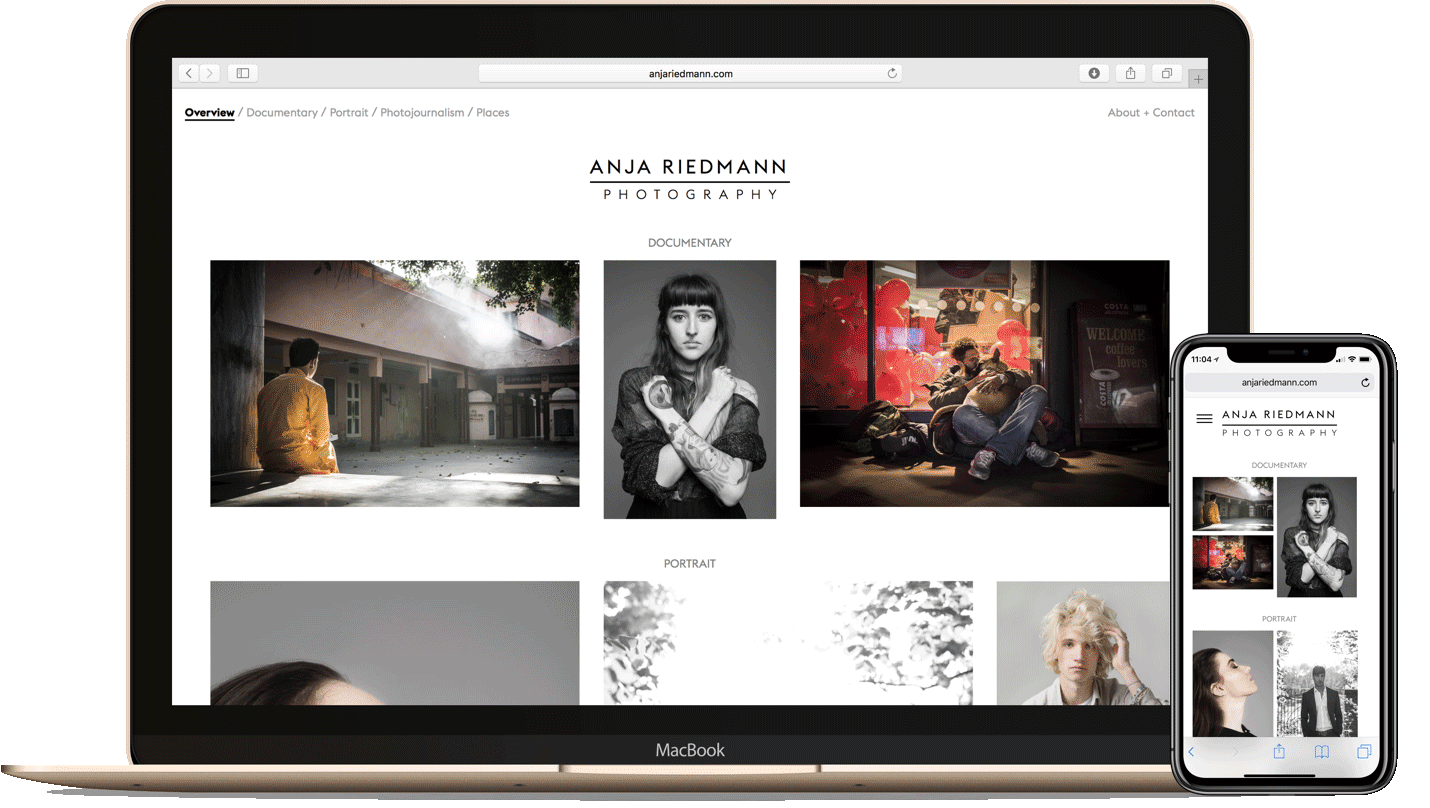 anjariedmann.com
Overview / Documentary / Portrait / Photojournalism / Places
About + Contact
ANJA RIEDMANN
PHOTOGRAPHY
DOCUMENTARY
COSTA
WELCOME
coffee
lovers
COSTA
PORTRAIT
MacBook
11:04
anjariedmann.com
ANJA RIEDMANN
PHOTOGRAPHY
DOCUMENTARY
PORTRAIT